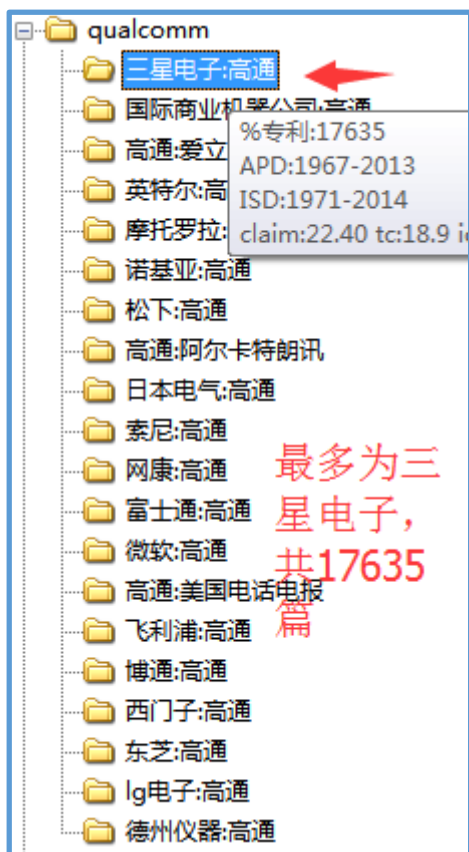 qualcomm
三星电子:高通
国际商业机器公司:高通
%专利:17635
高通:爱立
APD:1967-2013
英特尔:高
ISD:1971-2014
摩托罗拉:
claim:22.40 tc:18.9
诺基亚:高通
松下:高通
高通:阿尔卡特朗讯
日本电气:高通
索尼:高通
网康:高通
富士通:高通
微软:高通
高通:美国电话电报
飞利浦:高通
博通:高通
西门子:高通
东芝:高通
lg电子:高通
德州仪器:高通
最多为三
星电子，
共17635
篇